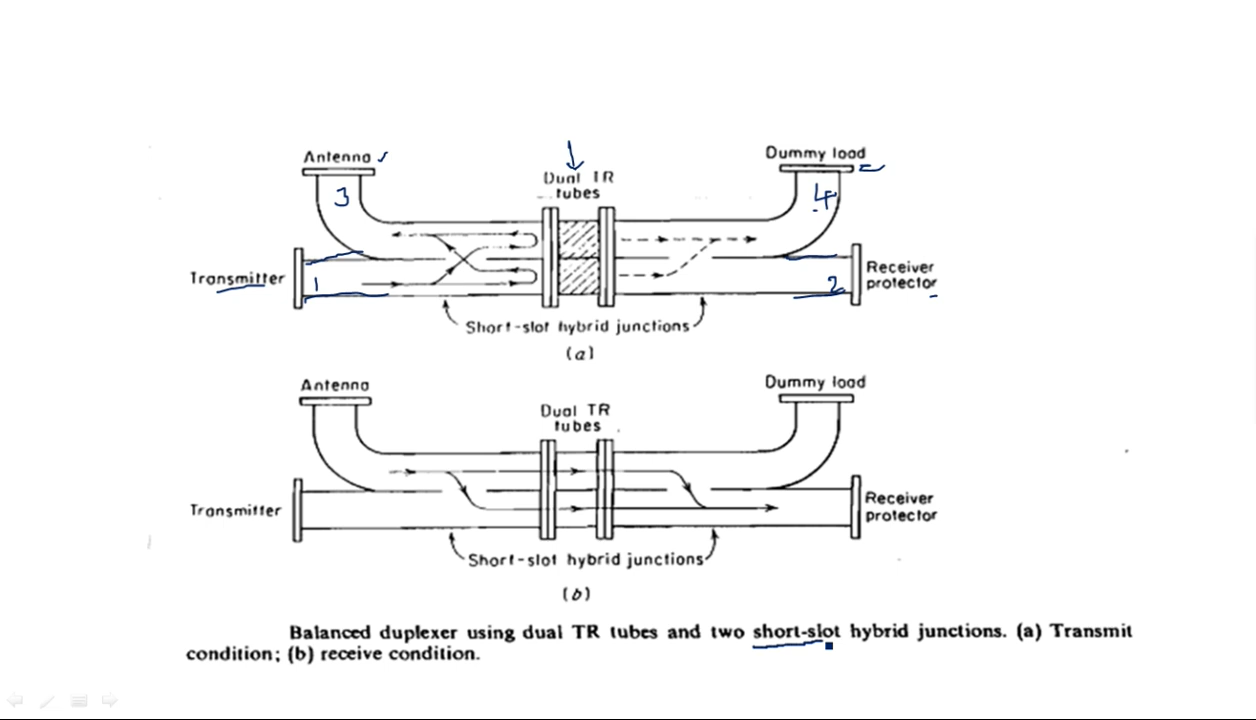 Antenna
Dummy load
Dual TR
tubes
3
4
Transmitter
1
2
Receiver
protector
Short-slot hybrid junctions
(a)
Antenna
Dummy load
Dual TR
tubes
Transmitter
Receiver
protector
Short-slot hybrid junctions
(b)
Balanced duplexer using dual TR tubes and two short-slot hybrid junctions. (a) Transmit
condition; (b) receive condition.